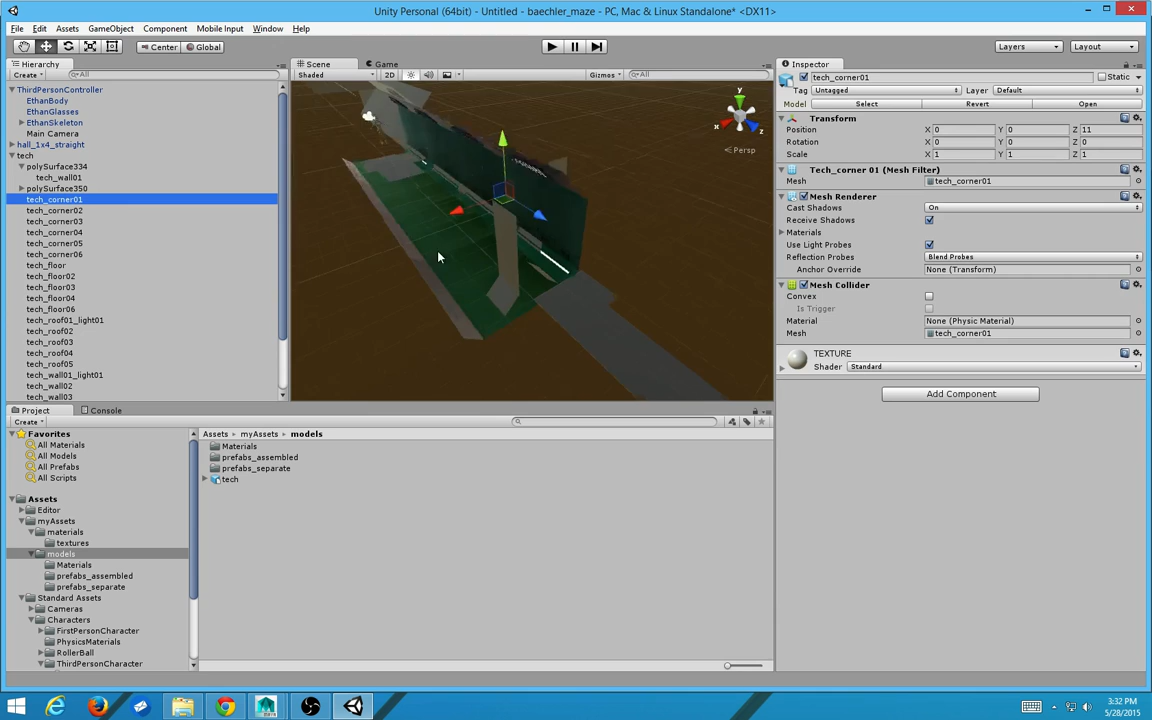 Unity Personal (64bit) - Untitled - baechler_maze - PC, Mac & Linux Standalone* <DX11>
File Edit Assets GameObject Component Mobile Input Window Help
Center Global Layers Layout
Hierarchy
Create All
ThirdPersonController
EthanBody
EthanGlasses
EthanSkeleton
Main Camera
hall_1x4_straight
tech
polySurface334
tech_wall01
polySurface350
tech_corner01
tech_corner02
tech_corner03
tech_corner04
tech_corner05
tech_corner06
tech_floor
tech_floor02
tech_floor03
tech_floor04
tech_floor06
tech_roof01_light01
tech_roof02
tech_roof03
tech_roof04
tech_roof05
tech_wall01_light01
tech_wall02
tech_wall03
Scene Game
Shaded 2D Gizmos All
y
x z
Persp
Inspector
tech_corner01 Static
Tag Untagged Layer Default
Model Select Revert Open
Transform
Position X 0 Y 0 Z 11
Rotation X 0 Y 0 Z 0
Scale X 1 Y 1 Z 1
Tech_corner 01 (Mesh Filter)
Mesh tech_corner01
Mesh Renderer
Cast Shadows On
Receive Shadows
Materials
Use Light Probes
Reflection Probes Blend Probes
Anchor Override None (Transform)
Mesh Collider
Convex
Is Trigger
Material None (Physic Material)
Mesh tech_corner01
TEXTURE
Shader Standard
Add Component
Project Console
Create
Favorites
All Materials
All Models
All Prefabs
All Scripts
Assets
Editor
myAssets
materials
textures
models
Materials
prefabs_assembled
prefabs_separate
Standard Assets
Cameras
Characters
FirstPersonCharacter
PhysicsMaterials
RollerBall
ThirdPersonCharacter
Assets myAssets models
Materials
prefabs_assembled
prefabs_separate
tech
3:32 PM
5/28/2015